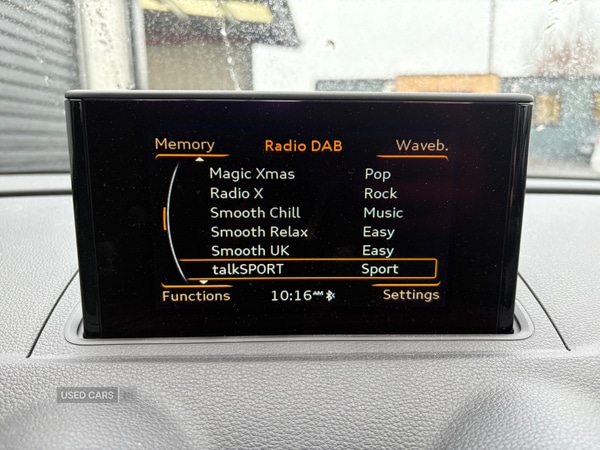 Memory Radio DAB Waveb.
Magic Xmas Pop
Radio X Rock
Smooth Chill Music
Smooth Relax Easy
Smooth UK Easy
talkSPORT Sport
Functions 10:16 AM Settings
USED CARS